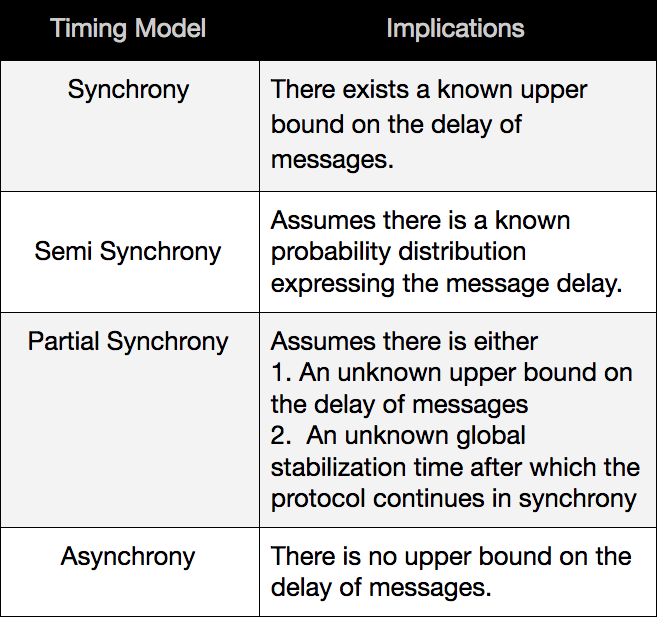 Timing Model
Implications
Synchrony
There exists a known upper
bound on the delay of
messages.
Semi Synchrony
Assumes there is a known
probability distribution
expressing the message delay.
Partial Synchrony
Assumes there is either
1. An unknown upper bound on
the delay of messages
2.  An unknown global
stabilization time after which the
protocol continues in synchrony
Asynchrony
There is no upper bound on the
delay of messages.